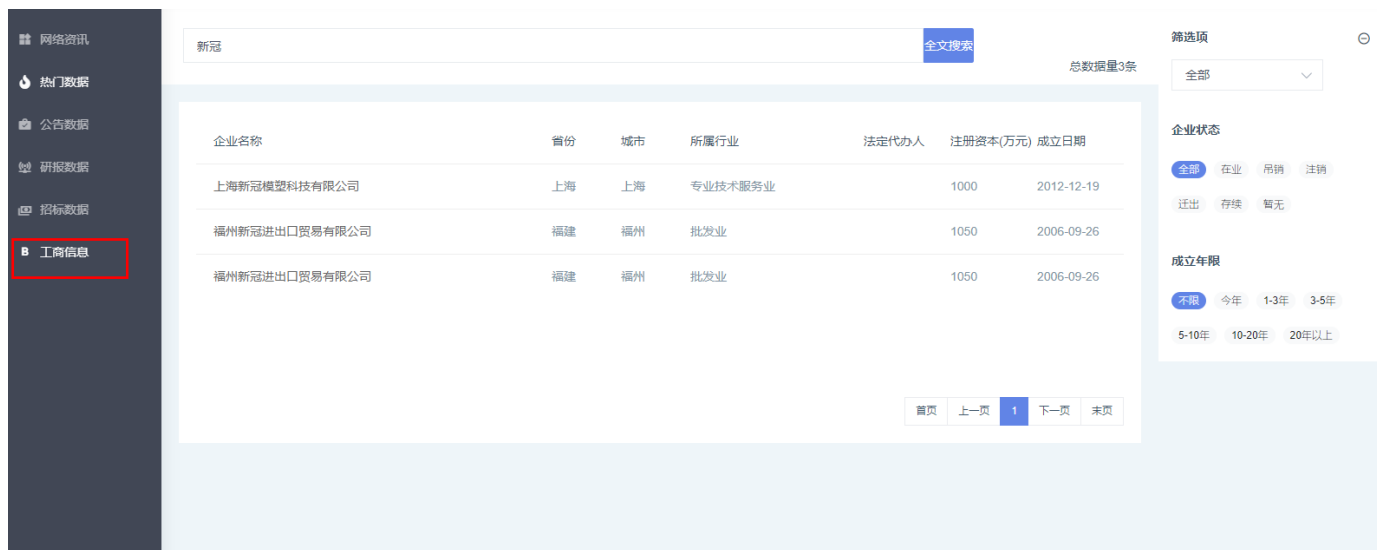 网络资讯
热门数据
公告数据
研报数据
招标数据
B 工商信息
新冠
全文搜索
总数据量3条
企业名称 省份 城市 所属行业 法定代办人 注册资本(万元) 成立日期
上海新冠模塑科技有限公司 上海 上海 专业技术服务业 1000 2012-12-19
福州新冠进出口贸易有限公司 福建 福州 批发业 1050 2006-09-26
福州新冠进出口贸易有限公司 福建 福州 批发业 1050 2006-09-26
首页 上一页 1 下一页 末页
筛选项
全部
企业状态
全部 在业 吊销 注销
迁出 存续 暂无
成立年限
不限 今年 1-3年 3-5年
5-10年 10-20年 20年以上